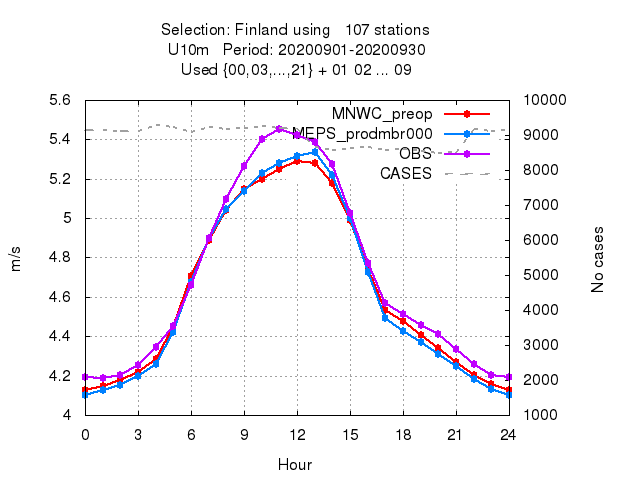 Selection: Finland using   107 stations
U10m   Period: 20200901-20200930
Used {00,03,...,21} + 01 02 ... 09
5.6
5.4
5.2
5
4.8
4.6
4.4
4.2
4
m/s
MNWC_preop
MEPS_prodmbr000
OBS
CASES
10000
9000
8000
7000
6000
5000
4000
3000
2000
1000
No cases
0 3 6 9 12 15 18 21 24
Hour